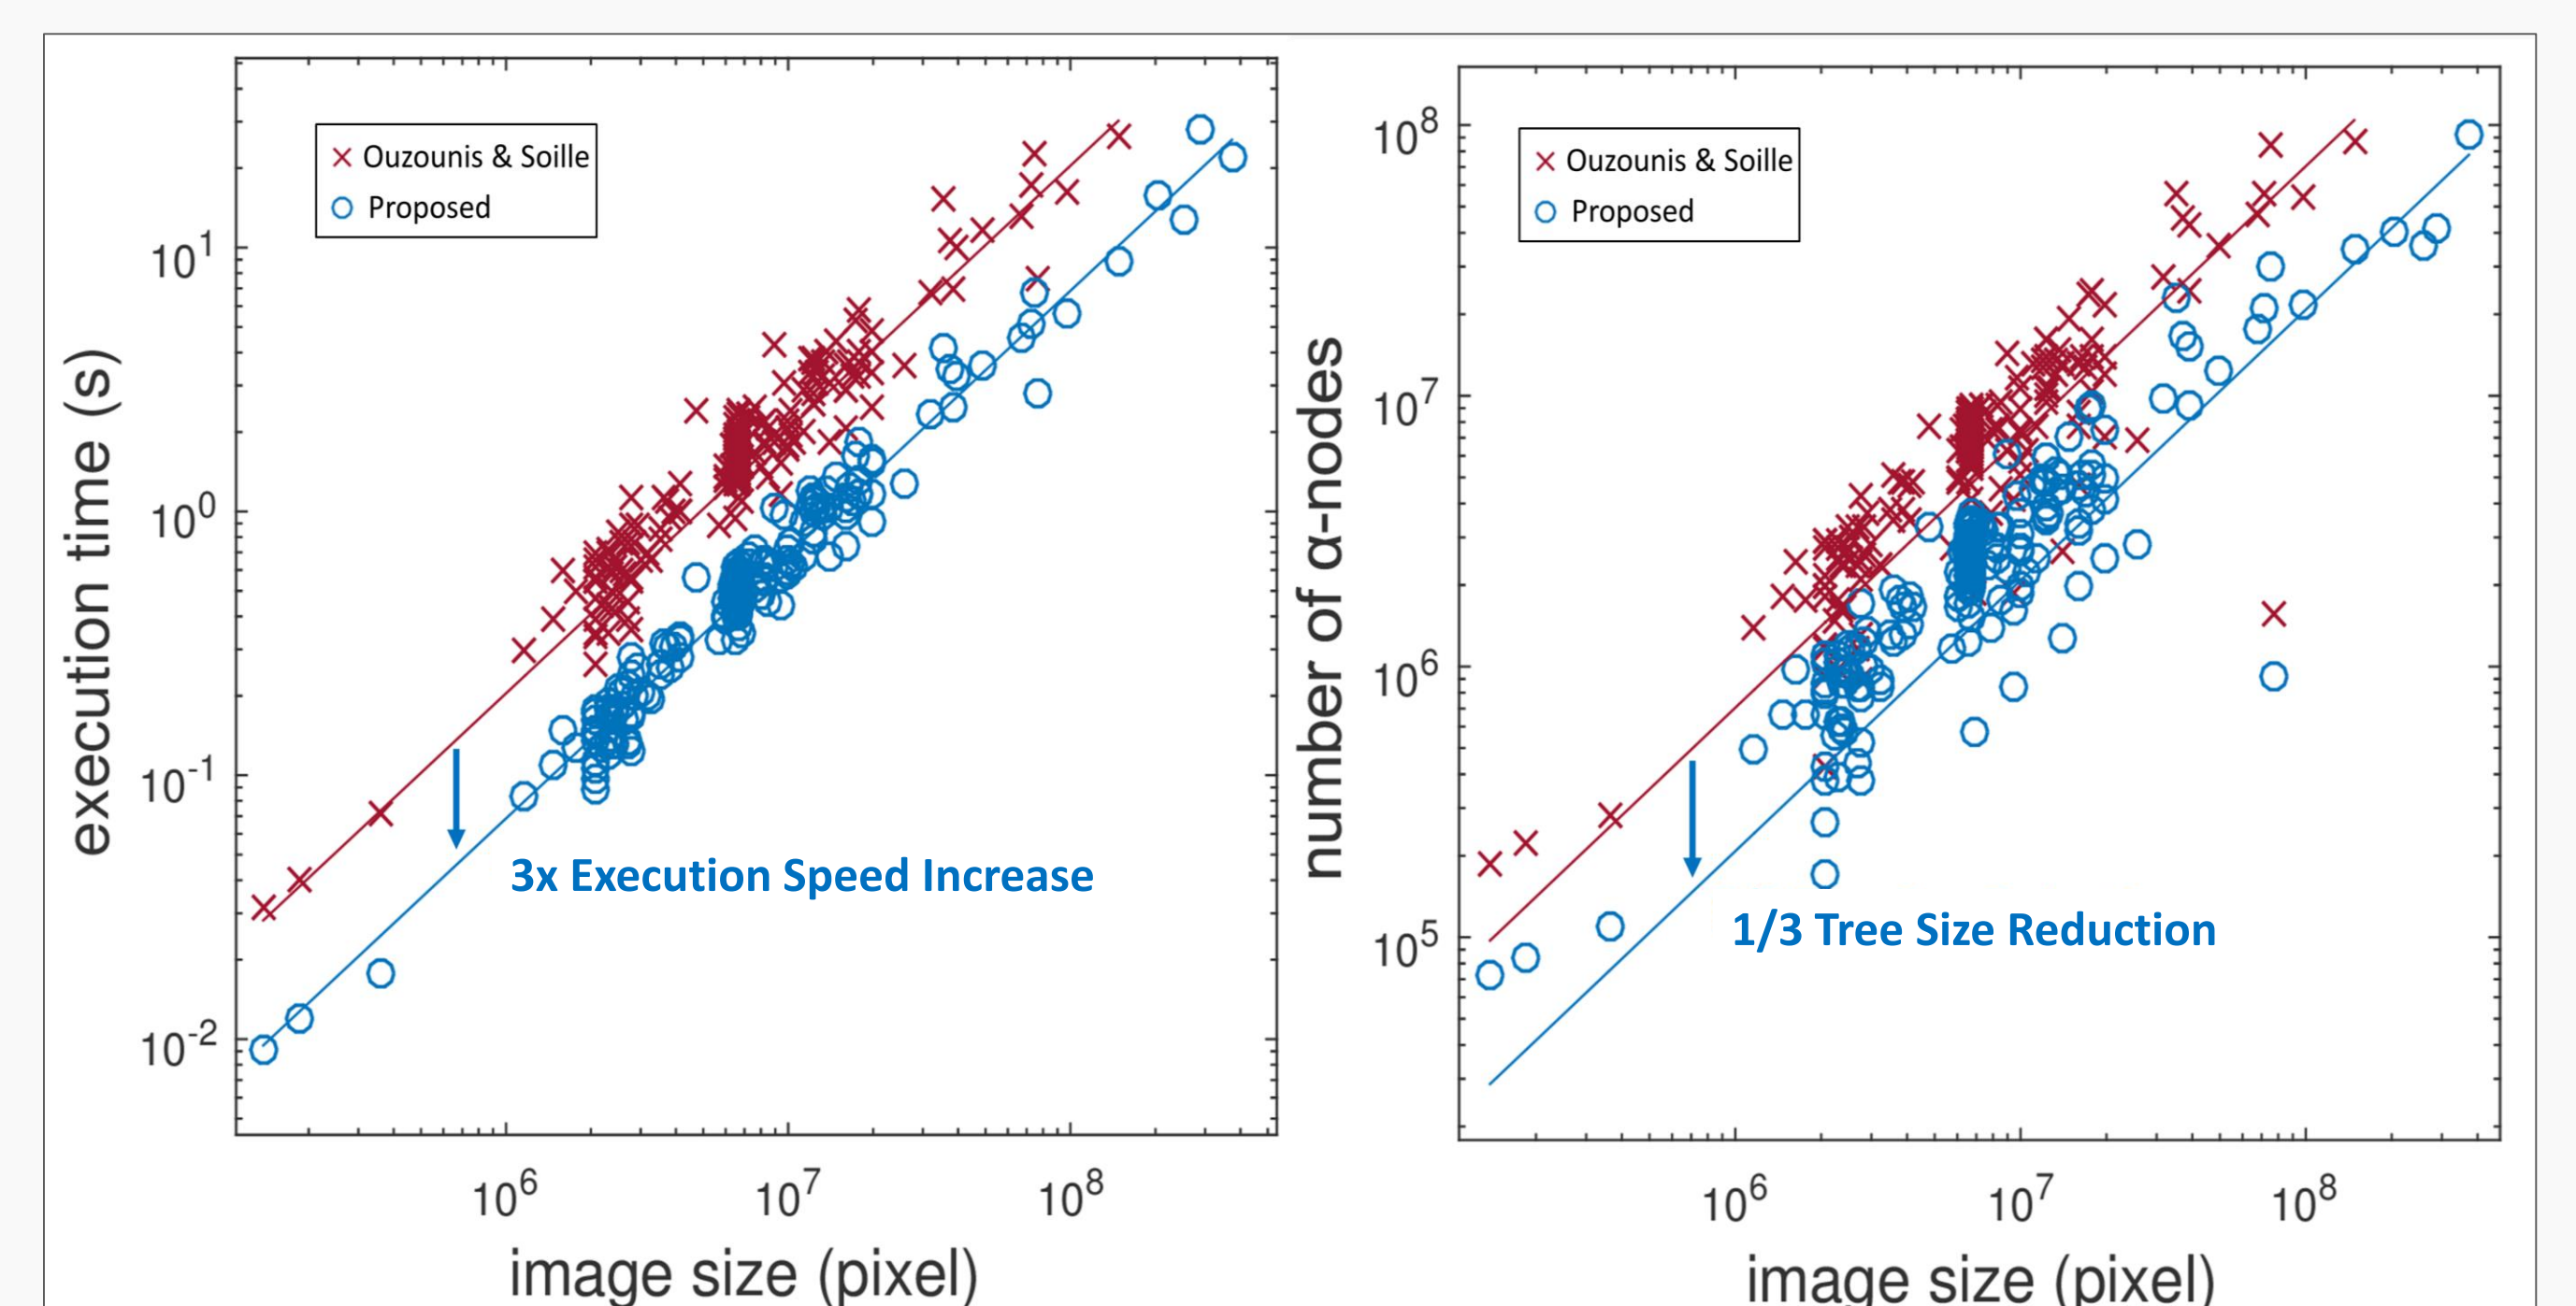 Ouzounis & Soille
Proposed
10^1
10^0
10^-1
10^-2
execution time (s)
3x Execution Speed Increase
10^6 10^7 10^8
image size (pixel)
Ouzounis & Soille
Proposed
10^8
10^7
10^6
10^5
number of α-nodes
1/3 Tree Size Reduction
10^6 10^7 10^8
image size (pixel)